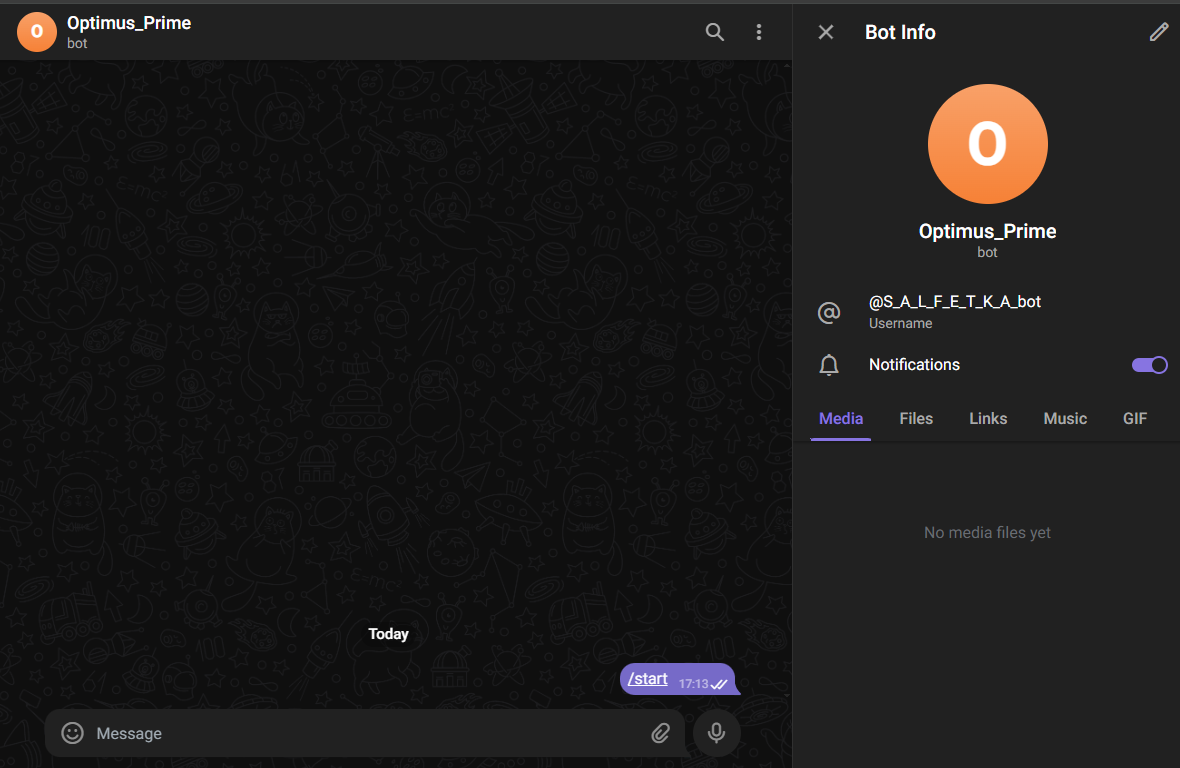 O
Optimus_Prime
bot
Today
/start 17:13
Message
Bot Info
O
Optimus_Prime
bot
@S_A_L_F_E_T_K_A_bot
Username
Notifications
Media Files Links Music GIF
No media files yet